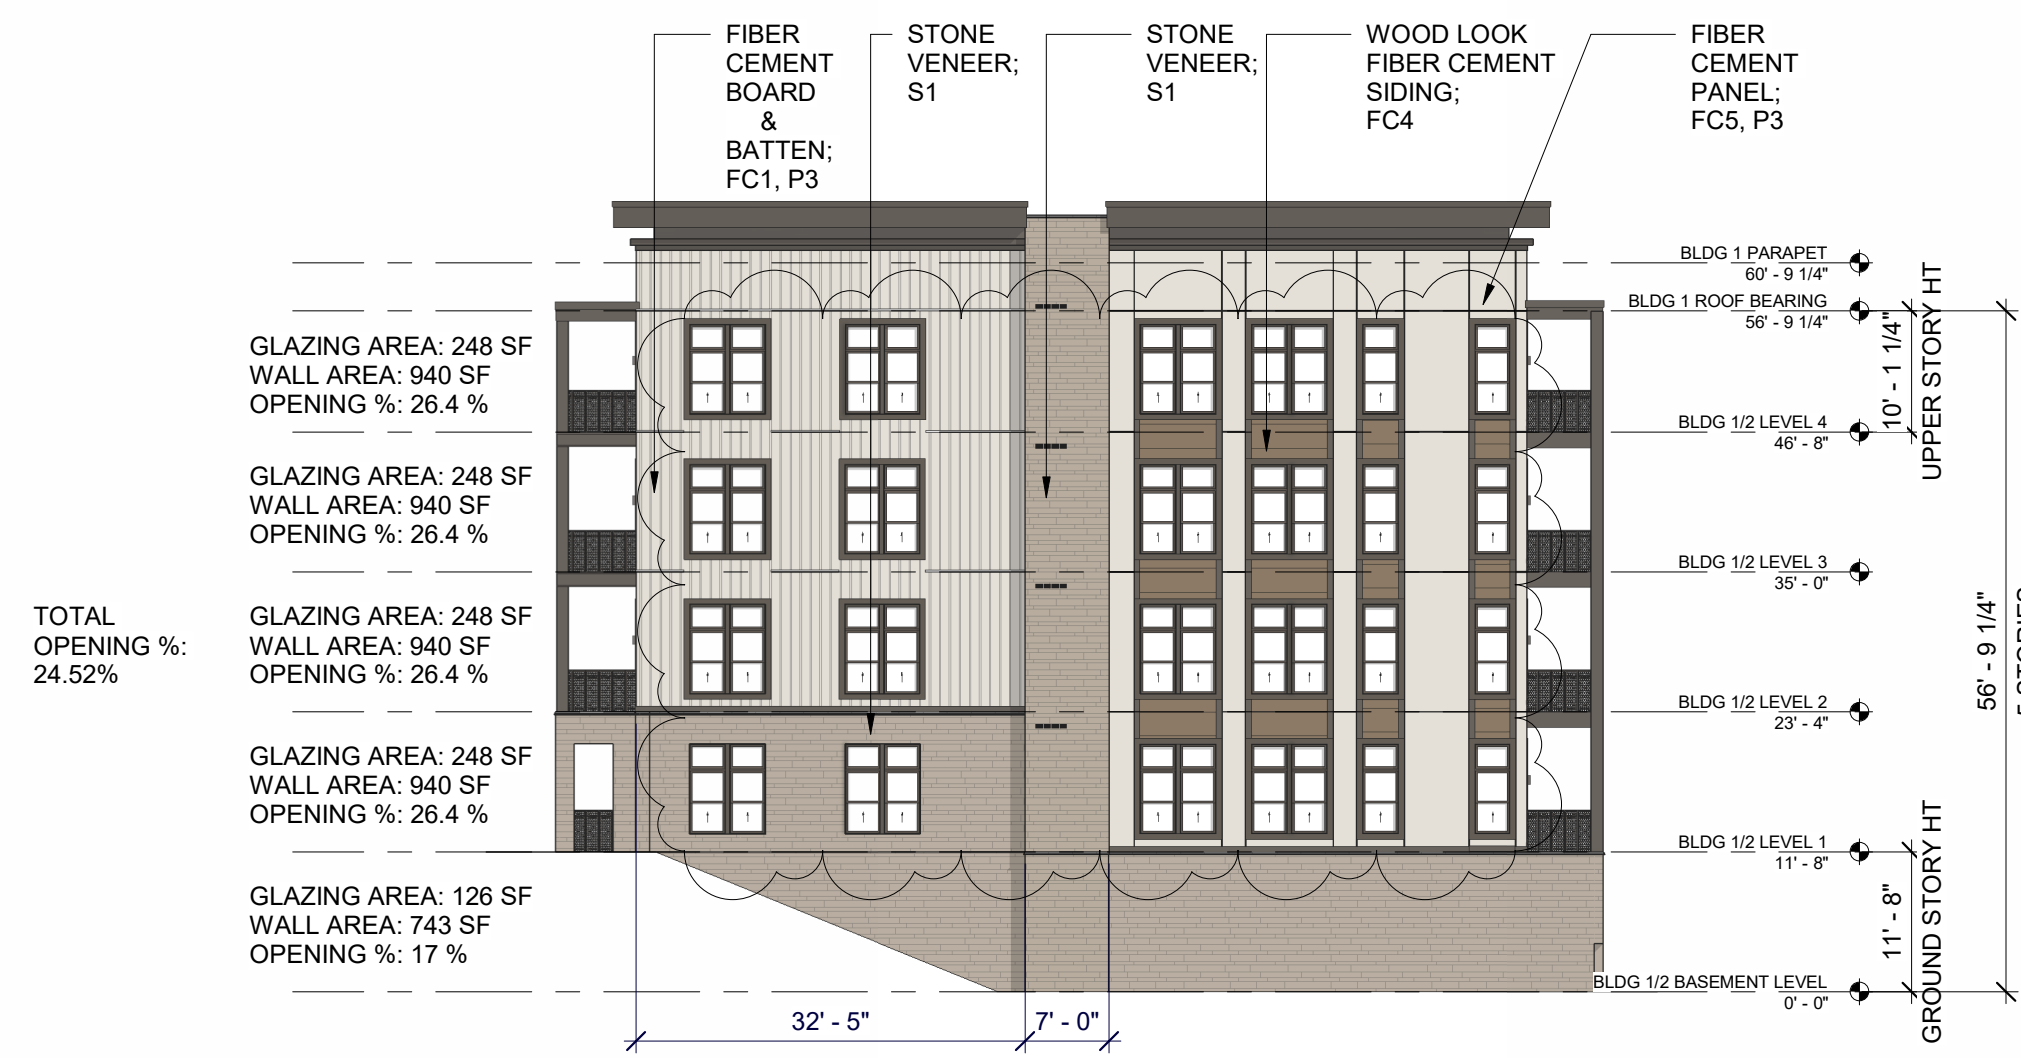 FIBER
CEMENT
BOARD
&
BATTEN;
FC1, P3
STONE
VENEER;
S1
STONE
VENEER;
S1
WOOD LOOK
FIBER CEMENT
SIDING;
FC4
FIBER
CEMENT
PANEL;
FC5, P3
BLDG 1 PARAPET
60' - 9 1/4"
BLDG 1 ROOF BEARING
56' - 9 1/4"
GLAZING AREA: 248 SF
WALL AREA: 940 SF
OPENING %: 26.4 %
10' - 1 1/4"
UPPER STORY HT
BLDG 1/2 LEVEL 4
46' - 8"
GLAZING AREA: 248 SF
WALL AREA: 940 SF
OPENING %: 26.4 %
BLDG 1/2 LEVEL 3
35' - 0"
TOTAL
OPENING %:
24.52%
GLAZING AREA: 248 SF
WALL AREA: 940 SF
OPENING %: 26.4 %
56' - 9 1/4"
5 STORIES
BLDG 1/2 LEVEL 2
23' - 4"
GLAZING AREA: 248 SF
WALL AREA: 940 SF
OPENING %: 26.4 %
BLDG 1/2 LEVEL 1
11' - 8"
GLAZING AREA: 126 SF
WALL AREA: 743 SF
OPENING %: 17 %
11' - 8"
GROUND STORY HT
BLDG 1/2 BASEMENT LEVEL
0' - 0"
32' - 5"
7' - 0"